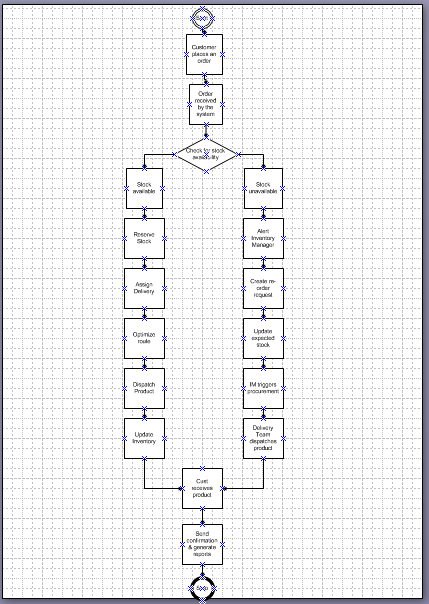 Customer
places an
order
Order
received
by the
system
Check for stock
availability
Stock
available
Stock
unavailable
Reserve
Stock
Alert
Inventory
Manager
Assign
Delivery
Create re-
order
request
Optimize
route
Update
expected
stock
Dispatch
Product
IM triggers
procurement
Update
Inventory
Delivery
Team
dispatches
product
Cust
receives
product
Send
confirmation
& generate
reports